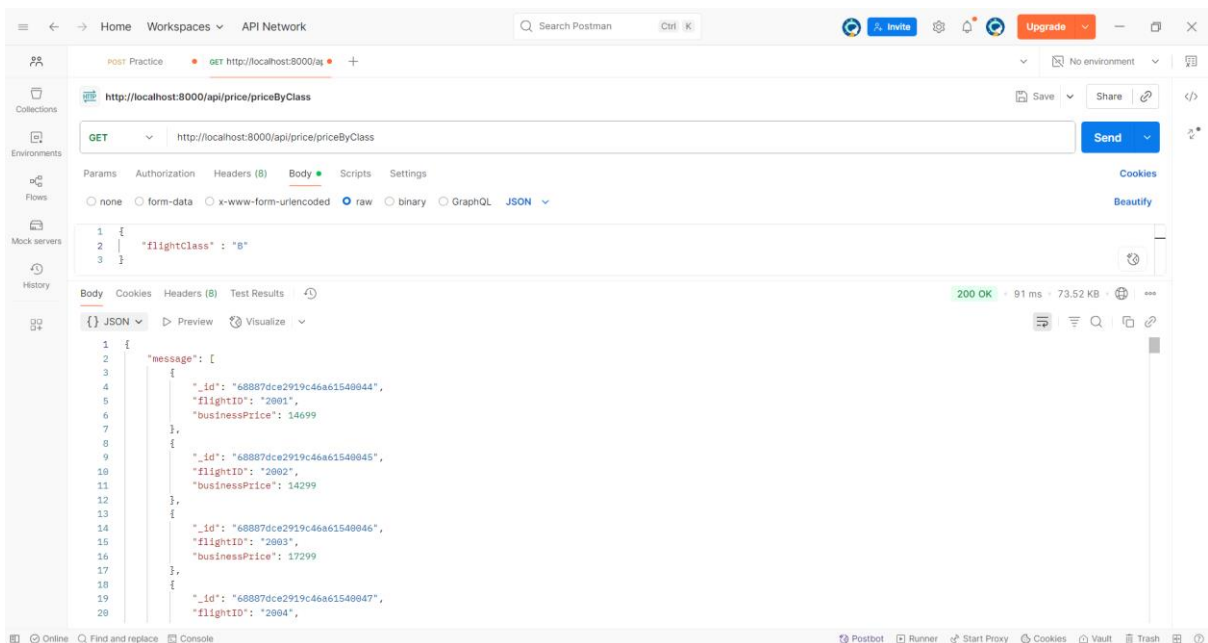 Home Workspaces API Network Search Postman Ctrl K Invite Upgrade
POST Practice GET http://localhost:8000/ap No environment
HTTP http://localhost:8000/api/price/priceByClass Save Share
Collections
GET http://localhost:8000/api/price/priceByClass Send
Environments
Params Authorization Headers (8) Body Scripts Settings Cookies
Flows
none form-data x-www-form-urlencoded raw binary GraphQL JSON Beautify
Mock servers
1 {
2 "flightClass" : "B"
3 }
History
Body Cookies Headers (8) Test Results 200 OK 91 ms 73.52 KB
{} JSON Preview Visualize
1 {
2 "message": [
3 {
4 "_id": "68887dce2919c46a61540044",
5 "flightID": "2001",
6 "businessPrice": 14699
7 },
8 {
9 "_id": "68887dce2919c46a61540045",
10 "flightID": "2002",
11 "businessPrice": 14299
12 },
13 {
14 "_id": "68887dce2919c46a61540046",
15 "flightID": "2003",
16 "businessPrice": 17299
17 },
18 {
19 "_id": "68887dce2919c46a61540047",
20 "flightID": "2004",
Online Find and replace Console Postbot Runner Start Proxy Cookies Vault Trash